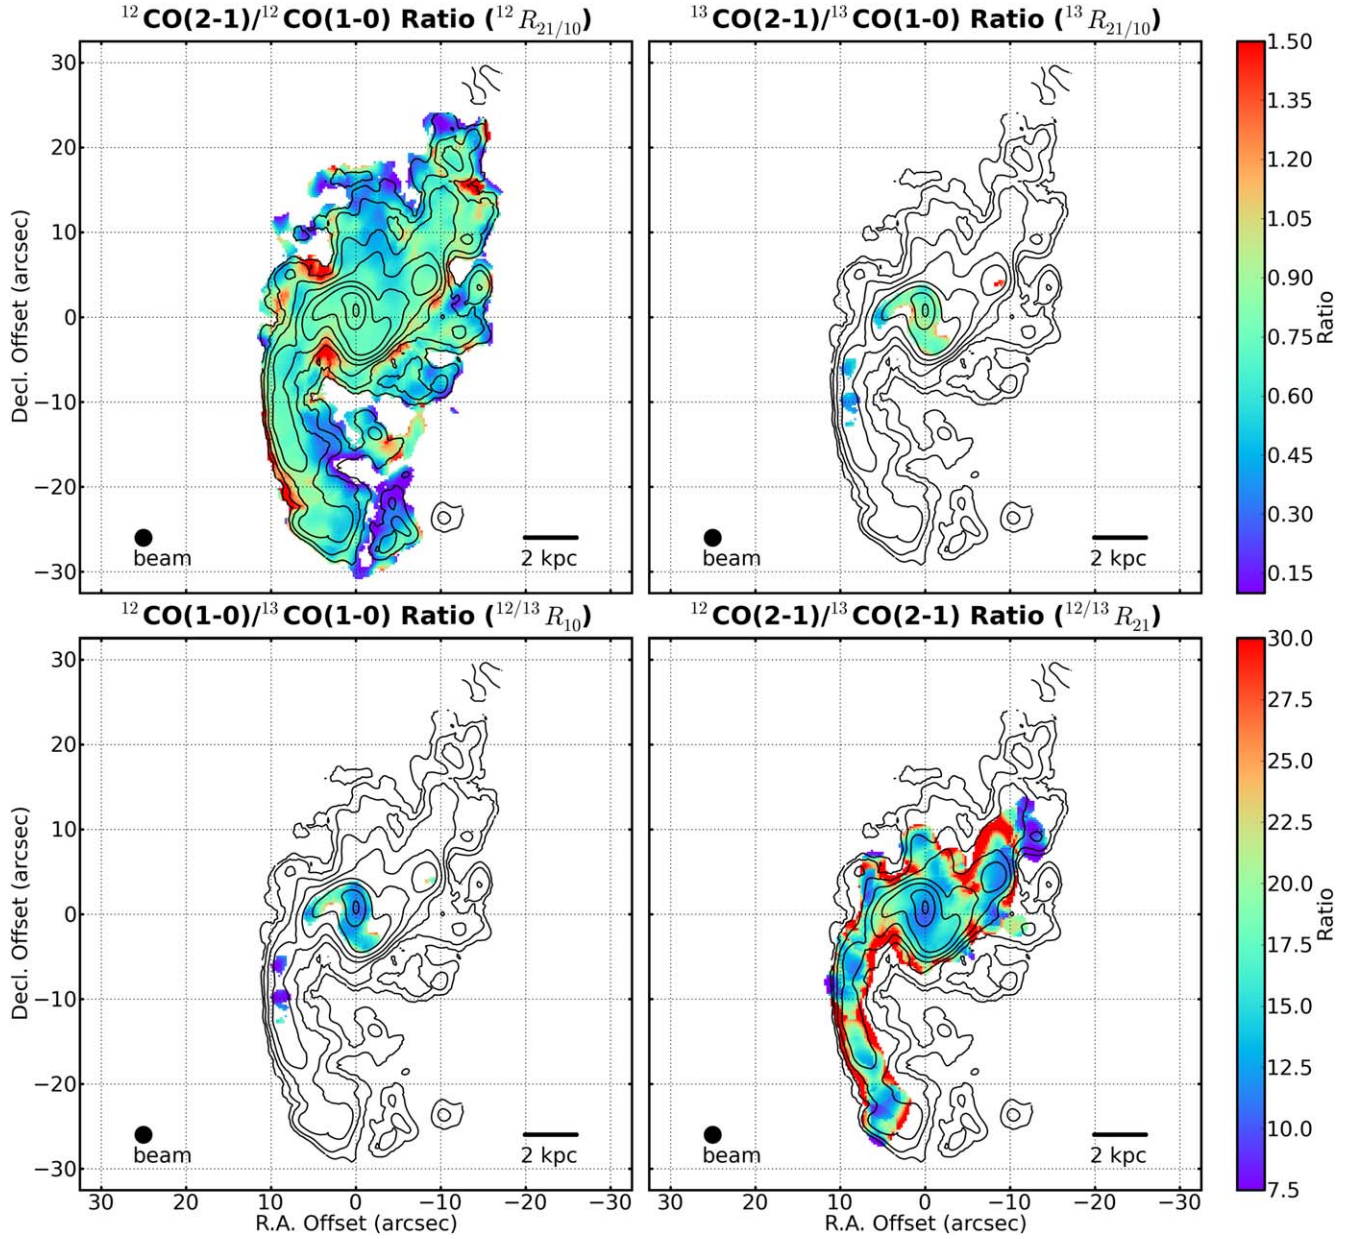 12CO(2-1)/12CO(1-0) Ratio (12R21/10)
13CO(2-1)/13CO(1-0) Ratio (13R21/10)
30
20
10
0
−10
−20
−30
Decl. Offset (arcsec)
beam
2 kpc
beam
2 kpc
1.50
1.35
1.20
1.05
0.90
0.75
0.60
0.45
0.30
0.15
Ratio
12CO(1-0)/13CO(1-0) Ratio (12/13R10)
12CO(2-1)/13CO(2-1) Ratio (12/13R21)
30
20
10
0
−10
−20
−30
Decl. Offset (arcsec)
beam
2 kpc
beam
2 kpc
30.0
27.5
25.0
22.5
20.0
17.5
15.0
12.5
10.0
7.5
Ratio
30 20 10 0 −10 −20 −30
R.A. Offset (arcsec)
30 20 10 0 −10 −20 −30
R.A. Offset (arcsec)